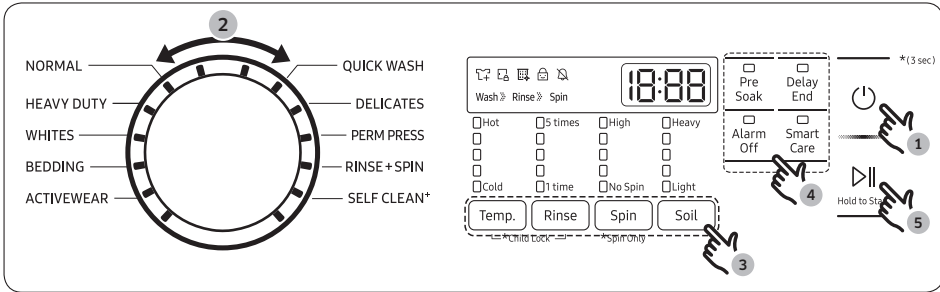 2
NORMAL
HEAVY DUTY
WHITES
BEDDING
ACTIVEWEAR
QUICK WASH
DELICATES
PERM PRESS
RINSE+SPIN
SELF CLEAN+
Wash Rinse Spin
18:88
Hot 5 times High Heavy
Cold 1 time No Spin Light
Temp. Rinse Spin Soil
*Child Lock *Spin Only
3
Pre Soak
Delay End
Alarm Off
Smart Care
4
*(3 sec)
1
Hold to Sta
5